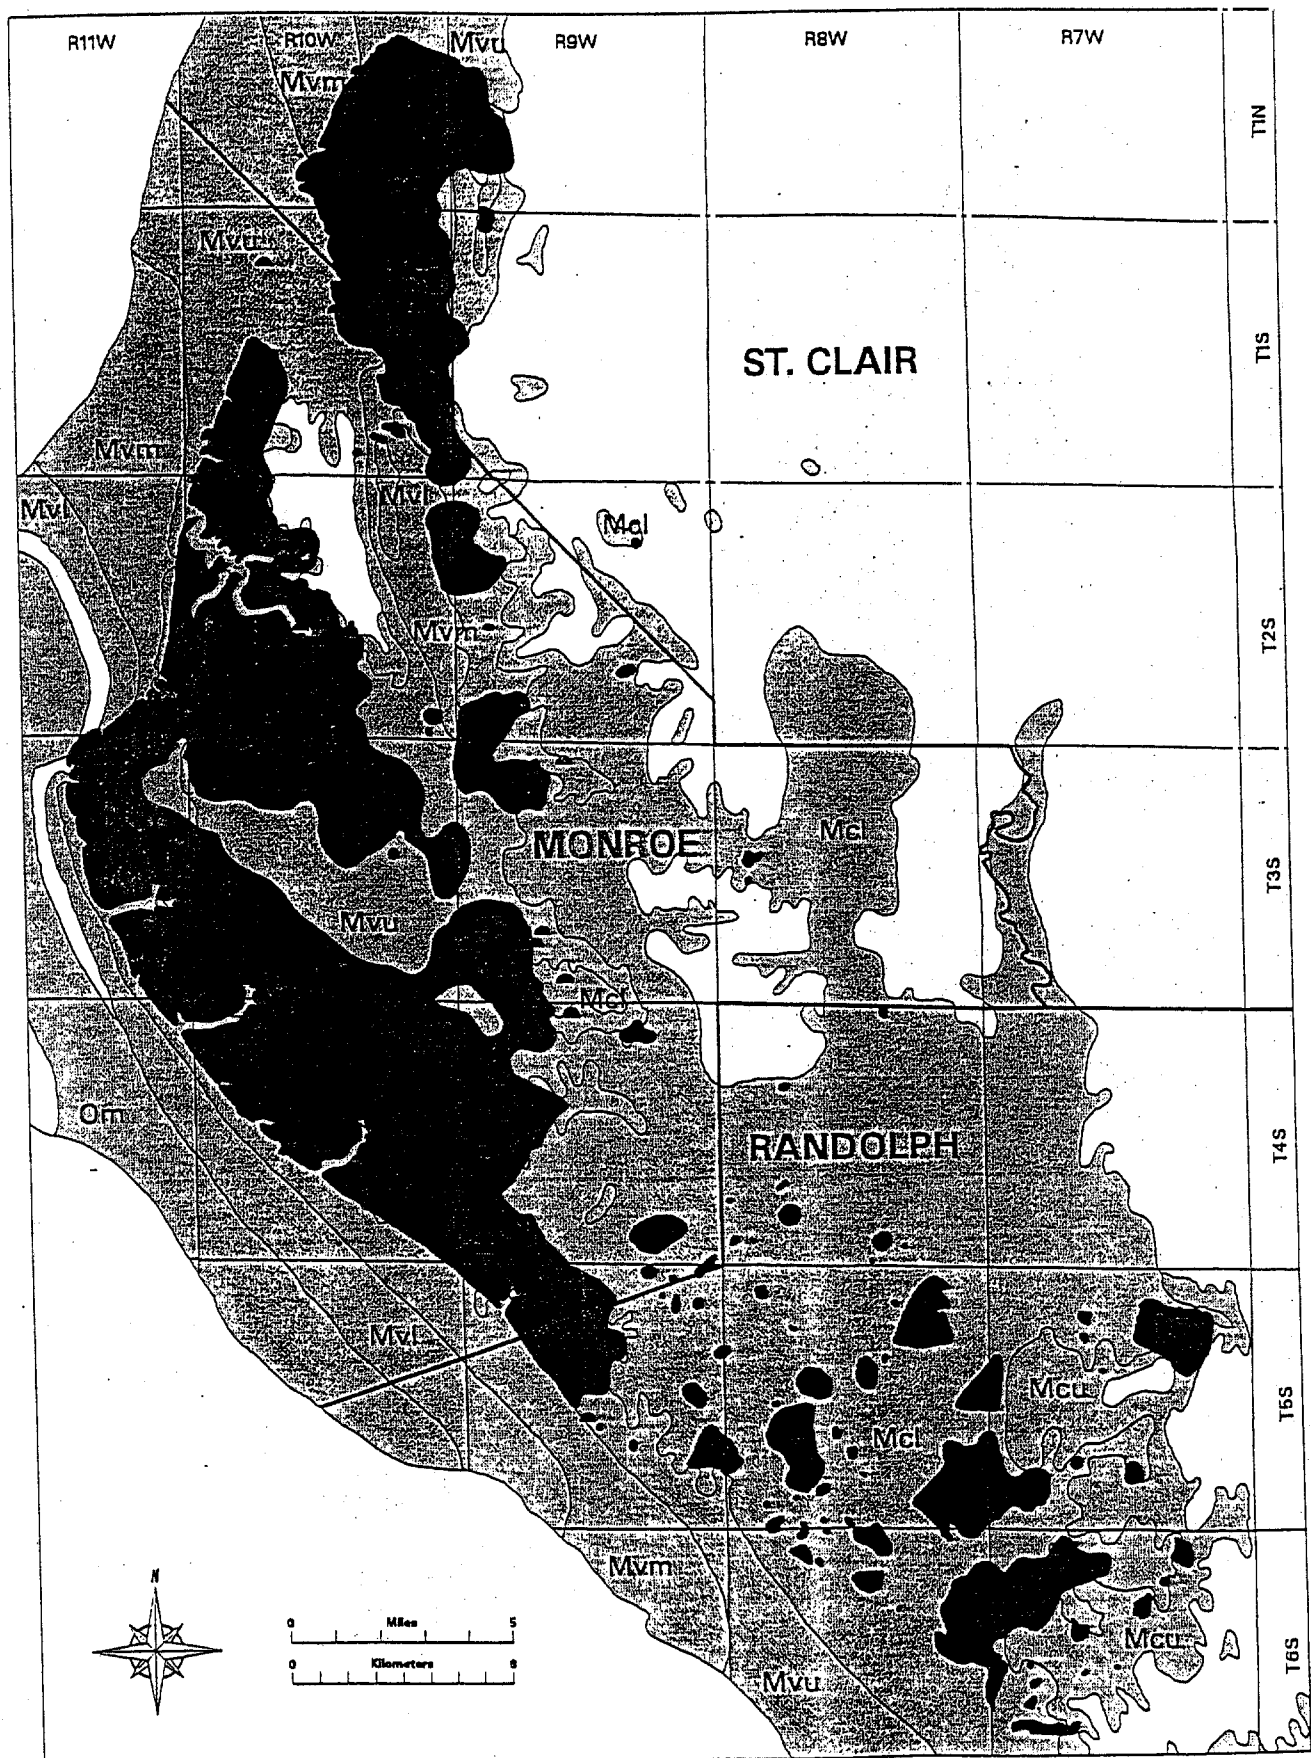 R11W
R10W
Mvu
R9W
R8W
R7W
Mvm
T1N
Mvu
ST. CLAIR
T1S
Mvm
Mvl
Mvl
Mcl
Mvm
T2S
MONROE
Mcl
T3S
Mvu
Mcl
Om
RANDOLPH
T4S
Mvl
Mcu
Mcl
T5S
Mvm
N
0 Miles 5
0 Kilometers 8
Mcu
Mvu
T6S